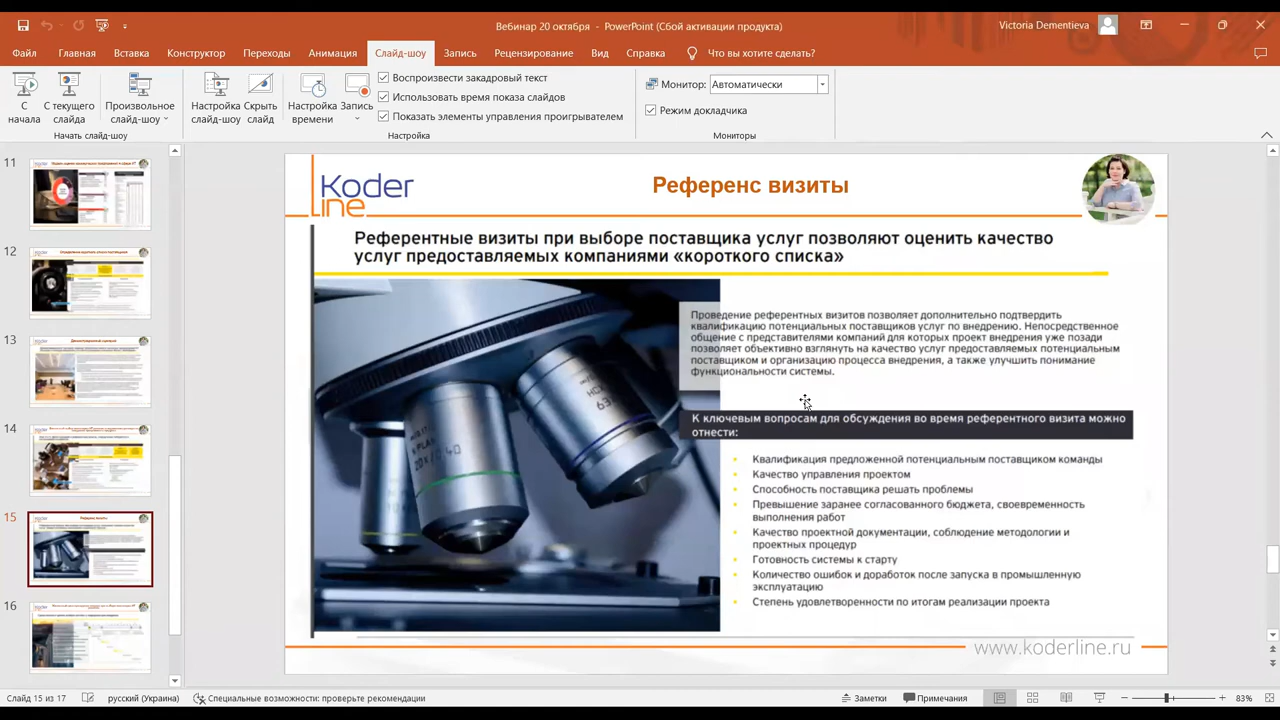 Вебинар 20 октября - PowerPoint (Сбой активации продукта)
Victoria Dementieva
Файл Главная Вставка Конструктор Переходы Анимация Слайд-шоу Запись Рецензирование Вид Справка Что вы хотите сделать?
С начала
С текущего слайда
Произвольное слайд-шоу
Начать слайд-шоу
Настройка слайд-шоу
Скрыть слайд
Настройка времени
Запись
Воспроизвести закадровый текст
Использовать время показа слайдов
Показать элементы управления проигрывателем
Настройка
Монитор: Автоматически
Режим докладчика
Мониторы
11
12
13
14
15
16
Koder
line
Референс визиты
Референтные визиты при выборе поставщика услуг позволяют оценить качество
услуг предоставляемых компаниями «короткого списка»
Проведение референтных визитов позволяет дополнительно подтвердить
квалификацию потенциальных поставщиков услуг по внедрению. Непосредственное
общение с представителями компаний для которых проект внедрения уже позади
позволяет объективно взглянуть на качество услуг предоставляемых потенциальным
поставщиком и организацию процесса внедрения, а также улучшить понимание
функциональности системы.
К ключевым вопросам для обсуждения во время референтного визита можно
отнести:
Квалификация предложенной потенциальным поставщиком команды
Качество управления проектом
Способность поставщика решать проблемы
Превышение заранее согласованного бюджета, своевременность
выполнения работ
Качество проектной документации, соблюдение методологии и
проектных процедур
Готовность системы к старту
Количество ошибок и доработок после запуска в промышленную
эксплуатацию
Степень удовлетворенности по итогам реализации проекта
www.koderline.ru
Слайд 15 из 17 русский (Украина) Специальные возможности: проверьте рекомендации Заметки Примечания 83%